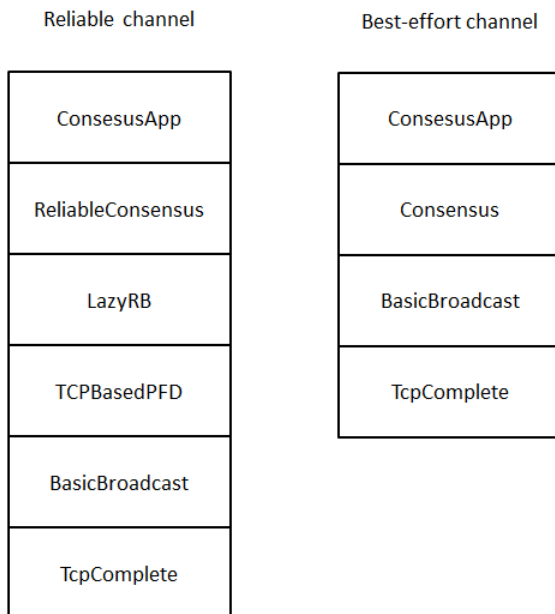 Reliable channel
ConsesusApp
ReliableConsensus
LazyRB
TCPBasedPFD
BasicBroadcast
TcpComplete
Best-effort channel
ConsesusApp
Consensus
BasicBroadcast
TcpComplete